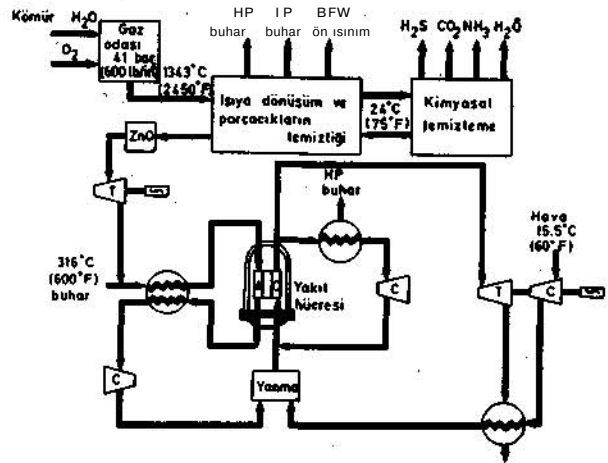 Kömür
H₂O
O₂
Gaz
odası
41 bar
(600 lb/in²)
1343°C
(2450°F)
HP
buhar
IP
buhar
BFW
ön ısınım
Işıya dönüşüm ve
parçacıkların
temizliği
24°C
(75°F)
H₂S
CO₂
NH₃
H₂O
Kimyasal
temizleme
ZnO
T
316°C
(600°F)
buhar
HP
buhar
A
C
Yakıt
hücresi
C
Hava
15.5°C
(60°F)
T
C
C
Yanma